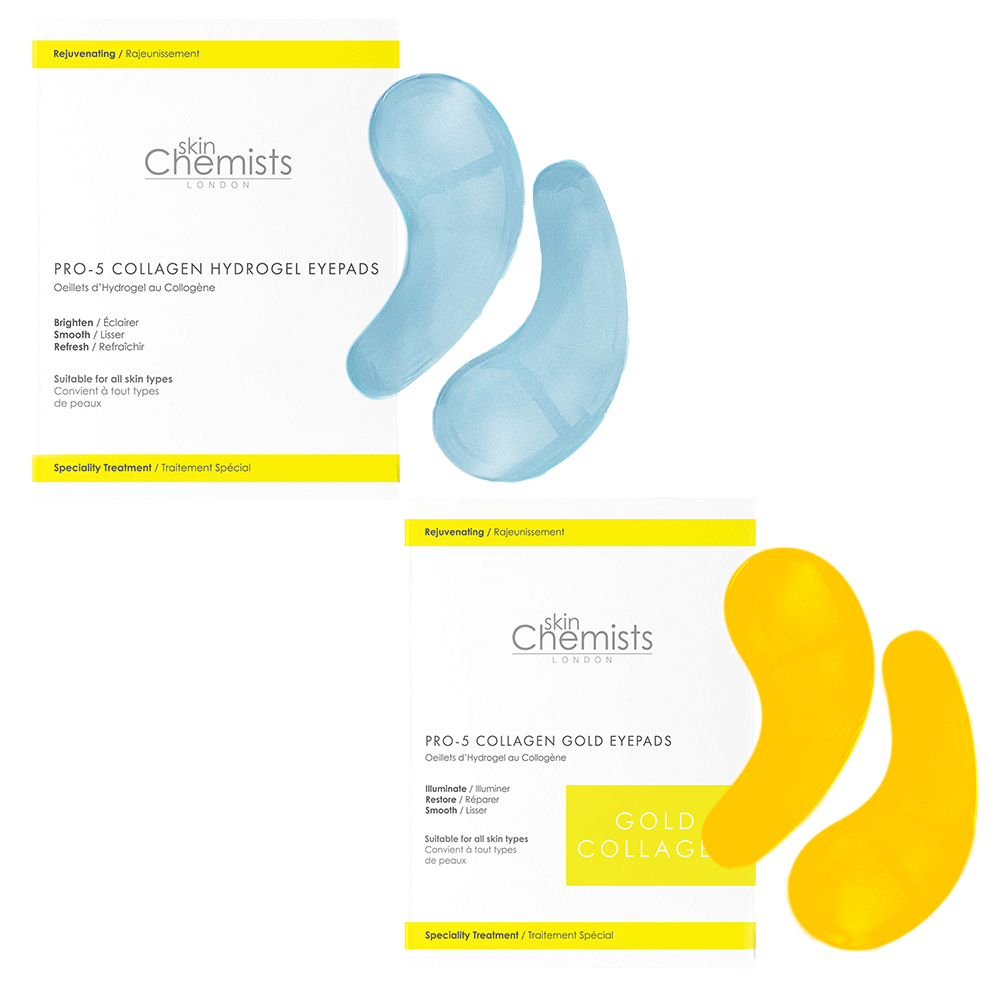 Rejuvenating / Rajeunissement
skin
Chemists
LONDON
PRO-5 COLLAGEN HYDROGEL EYEPADS
Oeillets d'Hydrogel au Collogène
Brighten / Éclairer
Smooth / Lisser
Refresh / Refraîchir
Suitable for all skin types
Convient à tout types
de peaux
Speciality Treatment / Traitement Spécial
Rejuvenating / Rajeunissement
skin
Chemists
LONDON
PRO-5 COLLAGEN GOLD EYEPADS
Oeillets d'Hydrogel au Collogène
Illuminate / Illuminer
Restore / Réparer
Smooth / Lisser
GOLD
COLLAGE
Suitable for all skin types
Convient à tout types
de peaux
Speciality Treatment / Traitement Spécial